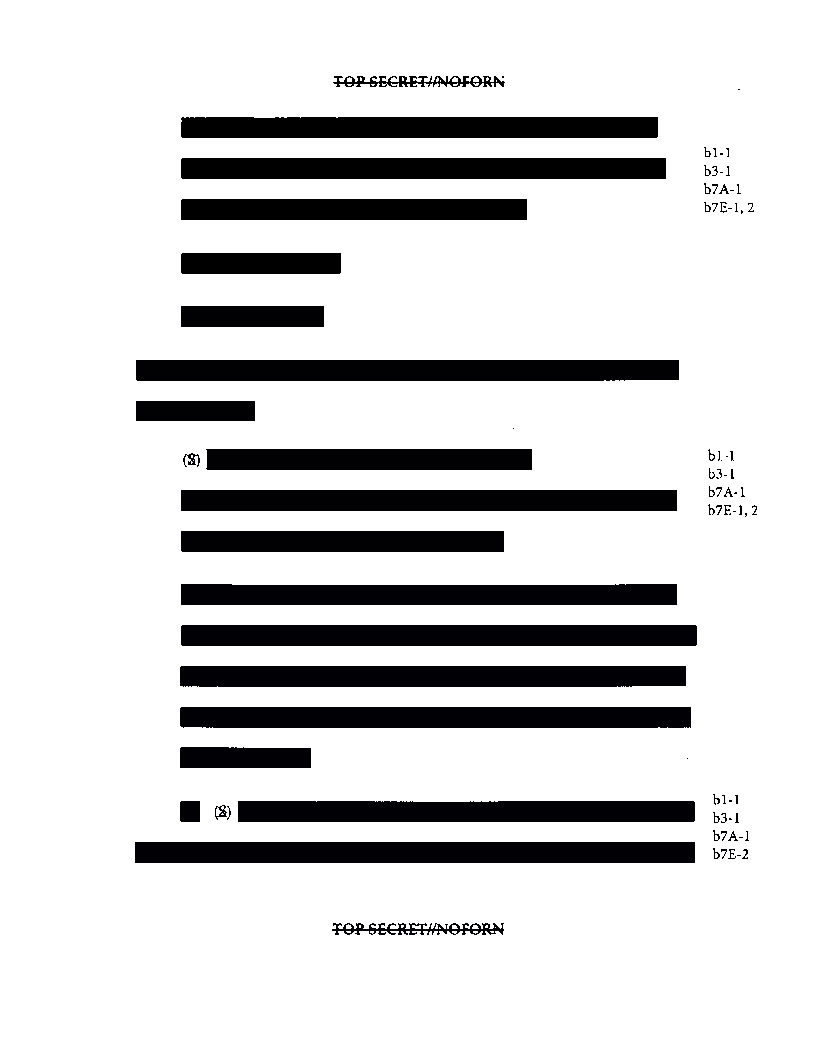 TOP SECRET//NOFORN
b1-1
b3-1
b7A-1
b7E-1, 2
(S)
b1-1
b3-1
b7A-1
b7E-1, 2
(S)
b1-1
b3-1
b7A-1
b7E-2
TOP SECRET//NOFORN